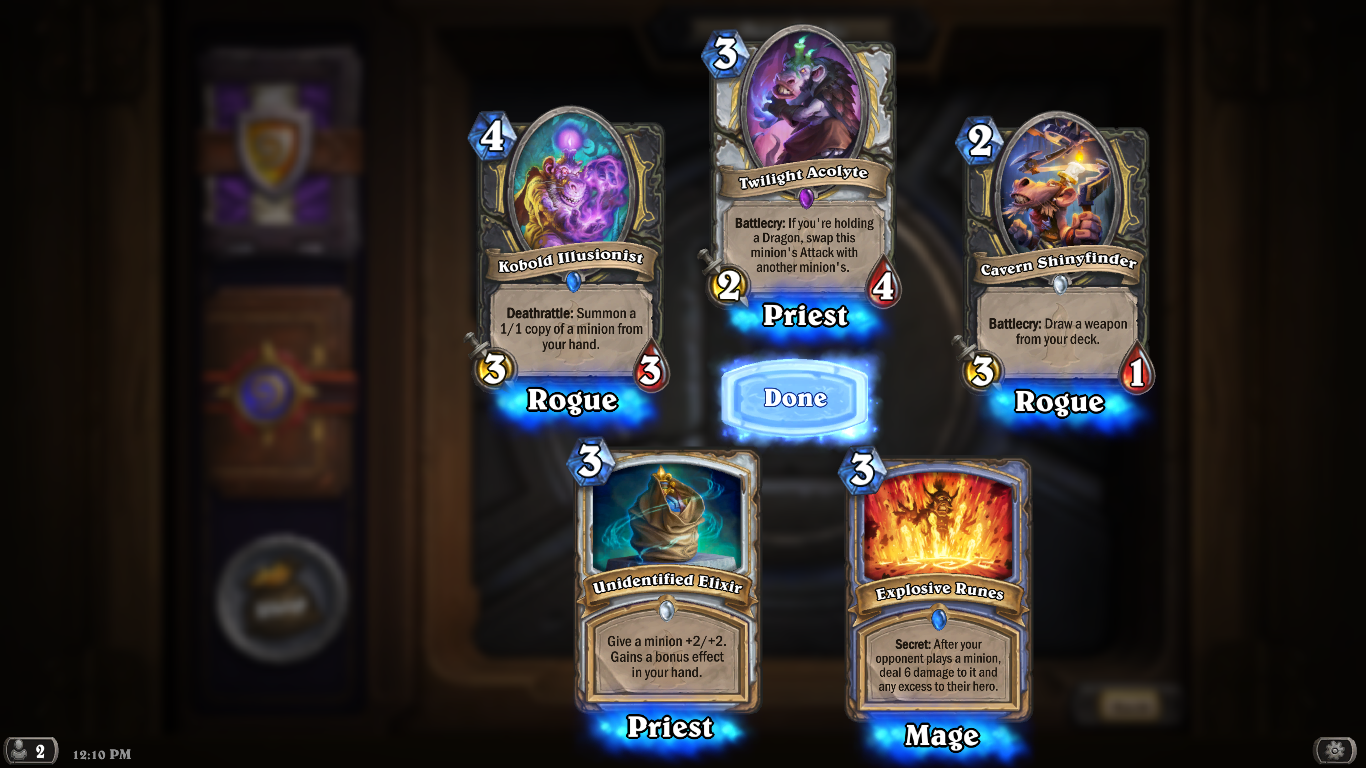 3
Twilight Acolyte
Battlecry: If you're holding
a Dragon, swap this
minion's Attack with
another minion's.
2
4
Priest
4
Kobold Illusionist
Deathrattle: Summon a
1/1 copy of a minion from
your hand.
3
3
Rogue
2
Cavern Shinyfinder
Battlecry: Draw a weapon
from your deck.
3
1
Rogue
Done
3
Unidentified Elixir
Give a minion +2/+2.
Gains a bonus effect
in your hand.
Priest
3
Explosive Runes
Secret: After your
opponent plays a minion,
deal 6 damage to it and
any excess to their hero.
Mage
2
12:10 PM